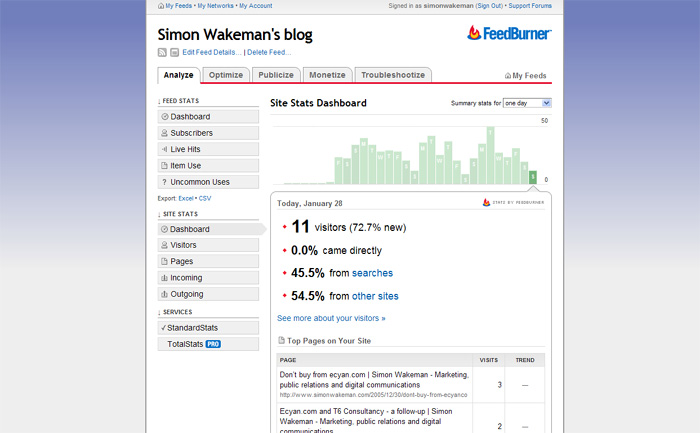 My Feeds • My Networks • My Account
Signed in as simonwakeman (Sign Out) • Support Forums
Simon Wakeman's blog
FeedBurner
Edit Feed Details... | Delete Feed...
Analyze
Optimize
Publicize
Monetize
Troubleshootize
My Feeds
↓ FEED STATS
Dashboard
Subscribers
Live Hits
Item Use
? Uncommon Uses
Export: Excel • CSV
↓ SITE STATS
Dashboard
Visitors
Pages
Incoming
Outgoing
↓ SERVICES
✓StandardStats
TotalStats PRO
Site Stats Dashboard
Summary stats for one day
50
0
Today, January 28
STATS BY FEEDBURNER
11 visitors (72.7% new)
0.0% came directly
45.5% from searches
54.5% from other sites
See more about your visitors »
Top Pages on Your Site
PAGE VISITS TREND
Don't buy from ecyan.com | Simon Wakeman - Marketing,
public relations and digital communications
3 —
http://www.simonwakeman.com/2005/12/30/dont-buy-from-ecyanco
Ecyan.com and T6 Consultancy - a follow-up | Simon
Wakeman - Marketing, public relations and digital
2 —